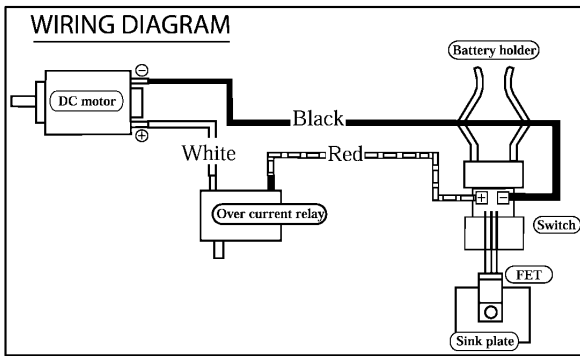 WIRING DIAGRAM
Battery holder
⊖
DC motor
Black
⊕
White
Red
+ −
Over current relay
Switch
FET
Sink plate